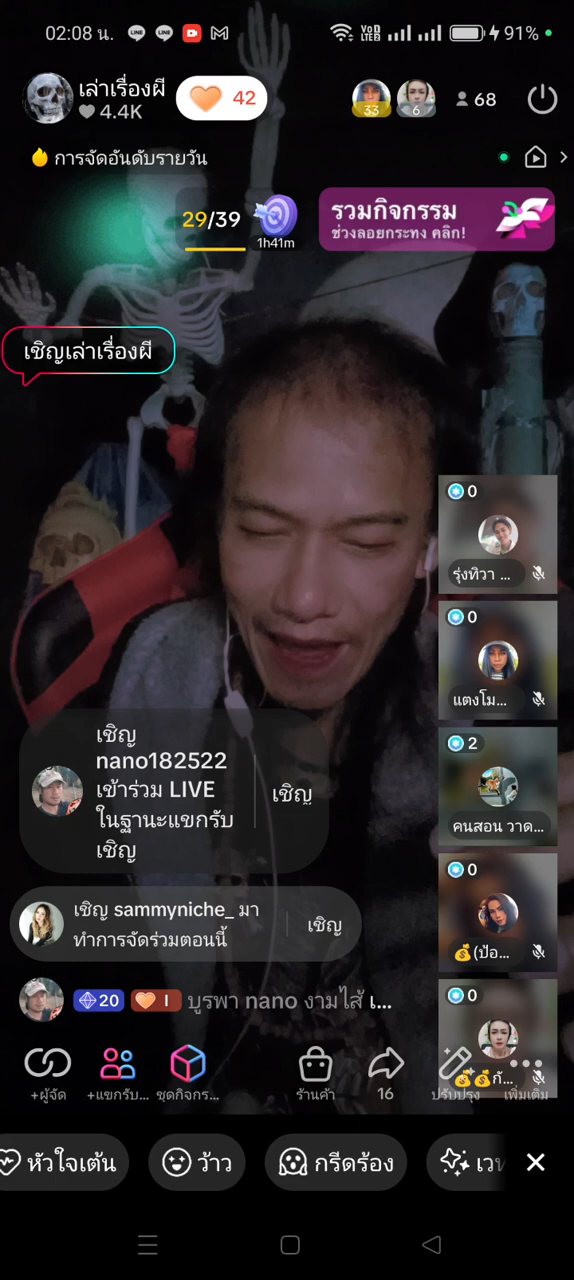 02:08 น.
VoD LTEB
91%
เล่าเรื่องผี
4.4K
42
33
6
68
การจัดอันดับรายวัน
29/39
1h41m
รวมกิจกรรม
ช่วงลอยกระทง คลิก!
เชิญเล่าเรื่องผี
0
รุ่งทิวา ...
0
แตงโม...
2
คนสอน วาด...
0
💰(ป้อ...
0
💰💰กั...
เชิญ
nano182522
เข้าร่วม LIVE
ในฐานะแขกรับ
เชิญ
เชิญ
เชิญ sammyniche_ มา
ทำการจัดร่วมตอนนี้
เชิญ
20
I
บูรพา nano งามไส้ เ...
+ผู้จัด
+แขกรับ...
ชุดกิจกร...
ร้านค้า
16
ปรับปรุง
เพิ่มเติม
หัวใจเต้น
ว้าว
กรีดร้อง